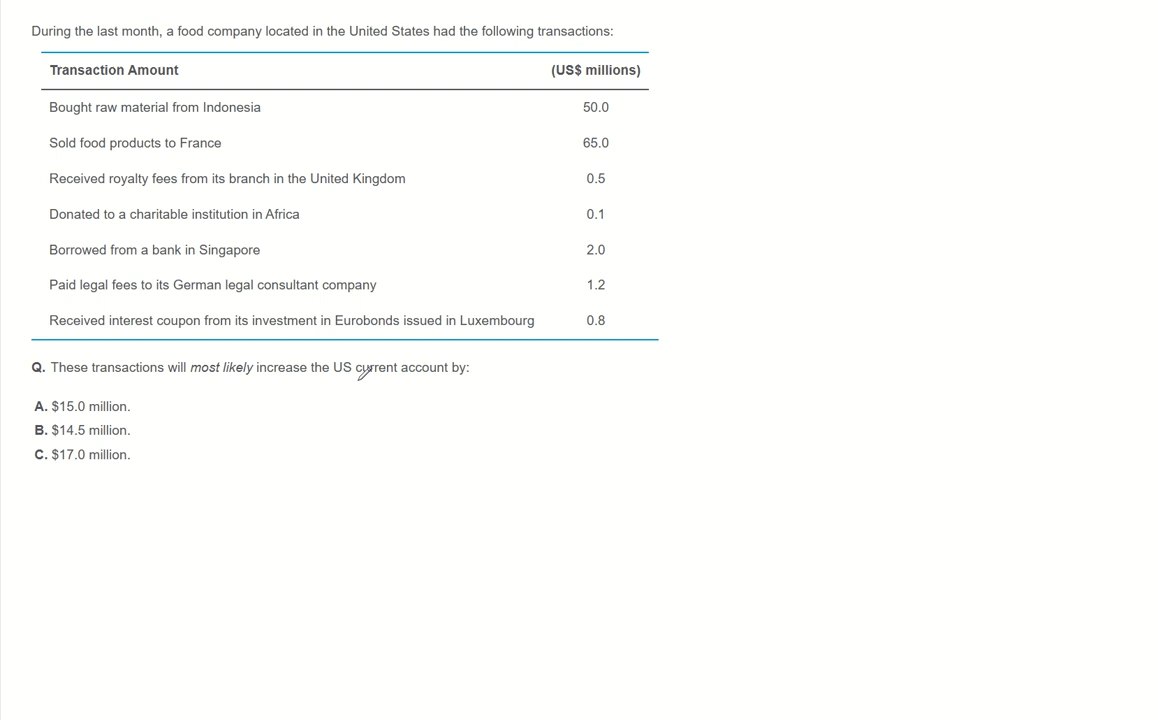 During the last month, a food company located in the United States had the following transactions:
Transaction Amount (US$ millions)
Bought raw material from Indonesia 50.0
Sold food products to France 65.0
Received royalty fees from its branch in the United Kingdom 0.5
Donated to a charitable institution in Africa 0.1
Borrowed from a bank in Singapore 2.0
Paid legal fees to its German legal consultant company 1.2
Received interest coupon from its investment in Eurobonds issued in Luxembourg 0.8
Q. These transactions will most likely increase the US current account by:
A. $15.0 million.
B. $14.5 million.
C. $17.0 million.